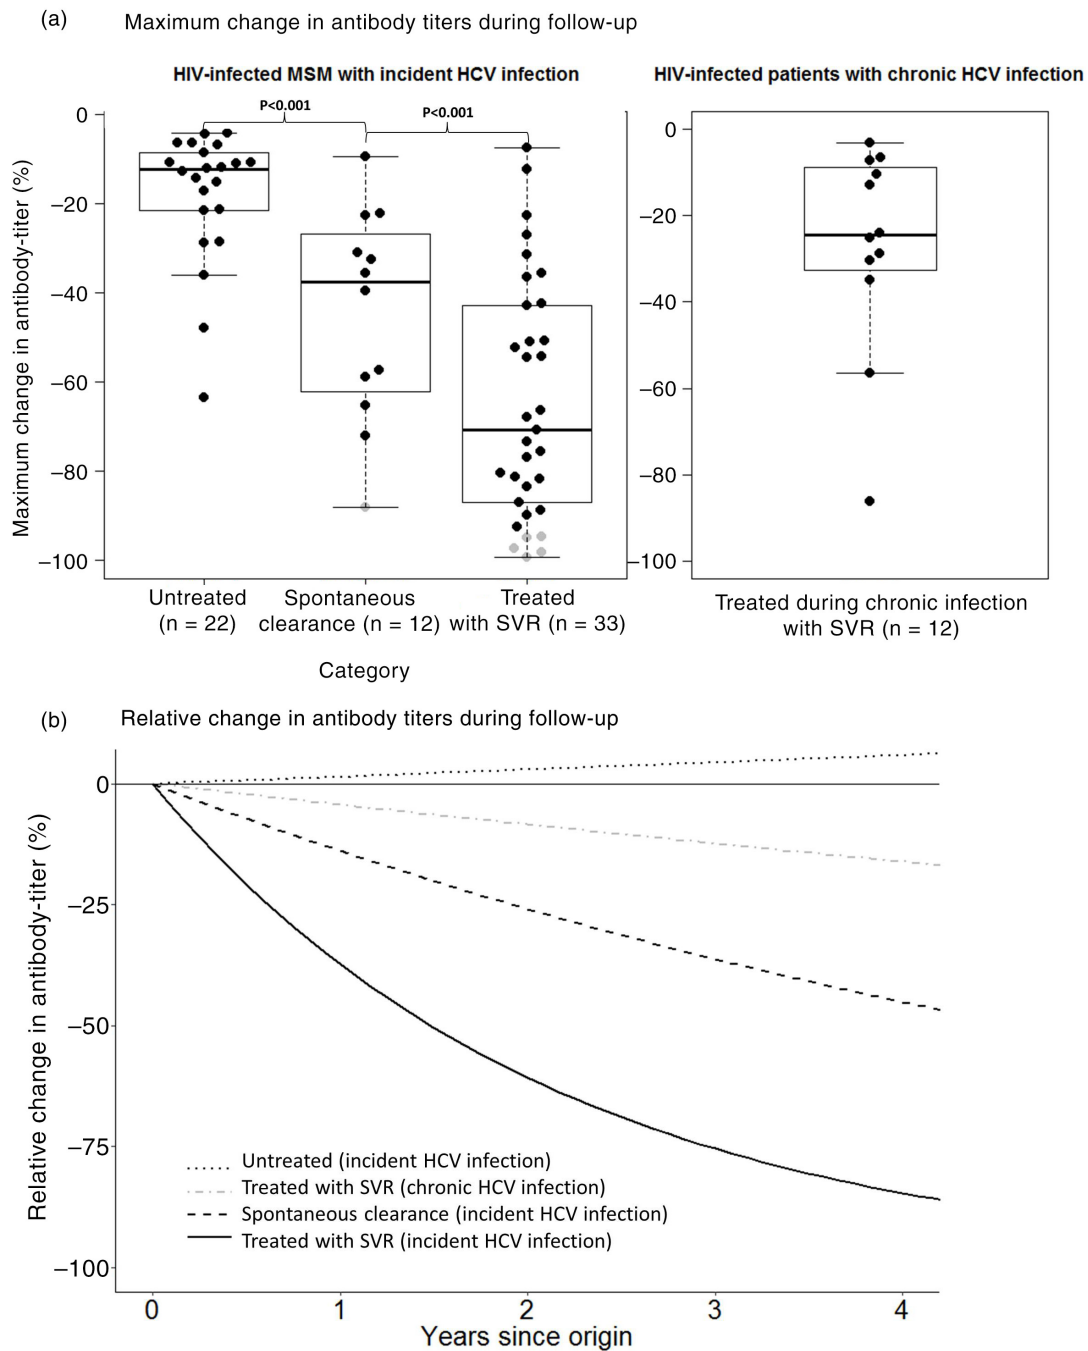 (a) Maximum change in antibody titers during follow-up
HIV-infected MSM with incident HCV infection
HIV-infected patients with chronic HCV infection
P<0.001
P<0.001
Maximum change in antibody-titer (%)
0
−20
−40
−60
−80
−100
0
−20
−40
−60
−80
−100
Untreated
(n = 22)
Spontaneous
clearance (n = 12)
Treated
with SVR (n = 33)
Category
Treated during chronic infection
with SVR (n = 12)
(b) Relative change in antibody titers during follow-up
Relative change in antibody-titer (%)
0
−25
−50
−75
−100
Untreated (incident HCV infection)
Treated with SVR (chronic HCV infection)
Spontaneous clearance (incident HCV infection)
Treated with SVR (incident HCV infection)
0 1 2 3 4
Years since origin